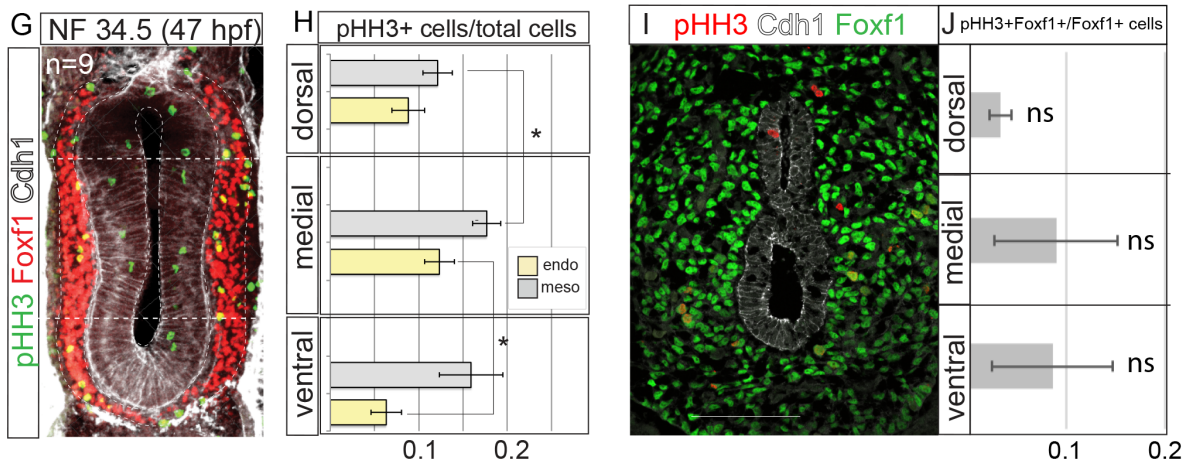 G
NF 34.5 (47 hpf)
n=9
pHH3 Foxf1 Cdh1
H
pHH3+ cells/total cells
dorsal
medial
ventral
*
*
endo
meso
0.1
0.2
I
pHH3 Cdh1 Foxf1
J
pHH3+Foxf1+/Foxf1+ cells
dorsal
medial
ventral
ns
ns
ns
0.1
0.2